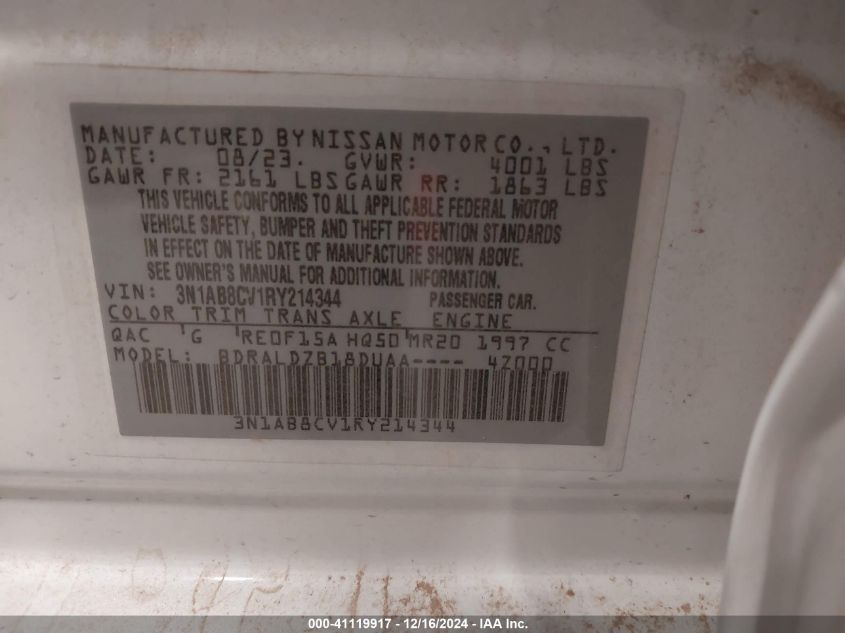 MANUFACTURED BY NISSAN MOTOR CO., LTD.
DATE: 08/23. GVWR: 4001 LBS
GAWR FR: 2161 LBS GAWR RR: 1863 LBS
THIS VEHICLE CONFORMS TO ALL APPLICABLE FEDERAL MOTOR
VEHICLE SAFETY, BUMPER AND THEFT PREVENTION STANDARDS
IN EFFECT ON THE DATE OF MANUFACTURE SHOWN ABOVE.
SEE OWNER'S MANUAL FOR ADDITIONAL INFORMATION.
VIN: 3N1AB8CV1RY214344 PASSENGER CAR.
COLOR TRIM TRANS AXLE ENGINE
QAC 'G 'RE0F15A HQ50 'MR20 1997 CC
MODEL: BDRALDZB18DUAA---- 4Z000
3N1AB8CV1RY214344
000-41119917 - 12/16/2024 - IAA Inc.